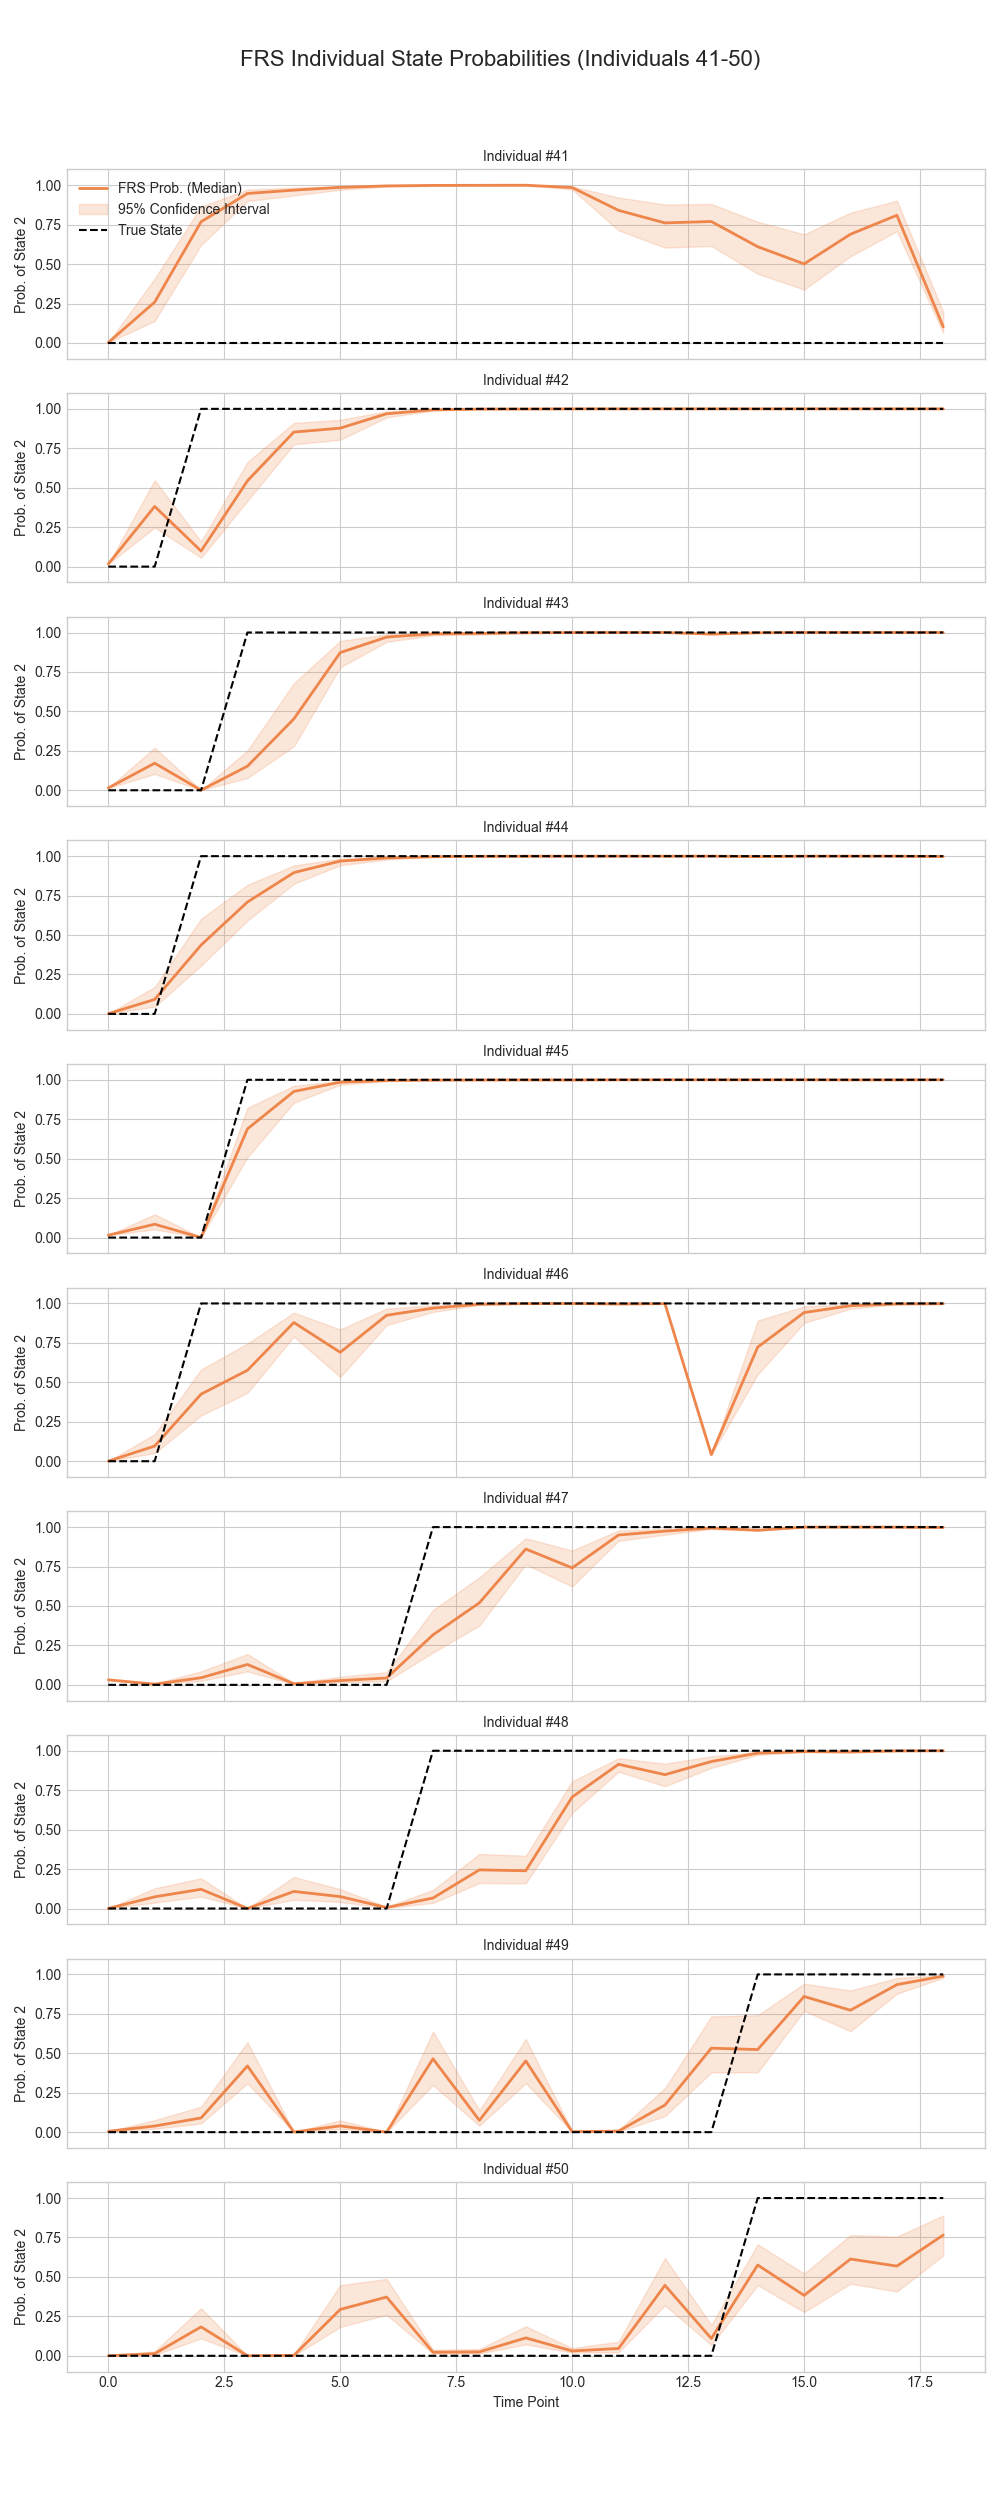 FRS Individual State Probabilities (Individuals 41-50)
Individual #41
Prob. of State 2
1.00
0.75
0.50
0.25
0.00
FRS Prob. (Median)
95% Confidence Interval
True State
Individual #42
Prob. of State 2
1.00
0.75
0.50
0.25
0.00
Individual #43
Prob. of State 2
1.00
0.75
0.50
0.25
0.00
Individual #44
Prob. of State 2
1.00
0.75
0.50
0.25
0.00
Individual #45
Prob. of State 2
1.00
0.75
0.50
0.25
0.00
Individual #46
Prob. of State 2
1.00
0.75
0.50
0.25
0.00
Individual #47
Prob. of State 2
1.00
0.75
0.50
0.25
0.00
Individual #48
Prob. of State 2
1.00
0.75
0.50
0.25
0.00
Individual #49
Prob. of State 2
1.00
0.75
0.50
0.25
0.00
Individual #50
Prob. of State 2
1.00
0.75
0.50
0.25
0.00
0.0 2.5 5.0 7.5 10.0 12.5 15.0 17.5
Time Point